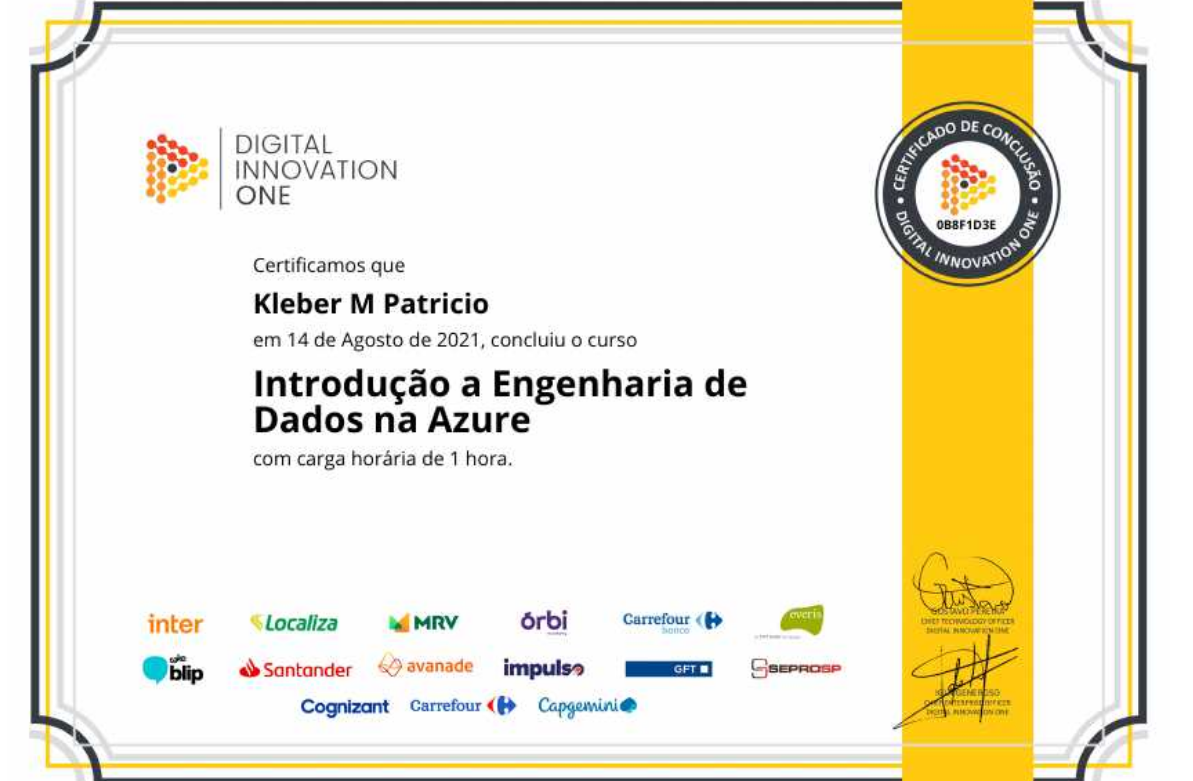 DIGITAL
INNOVATION
ONE
CERTIFICADO DE CONCLUSÃO
0B8F1D3E
DIGITAL INNOVATION ONE
Certificamos que
Kleber M Patricio
em 14 de Agosto de 2021, concluiu o curso
Introdução a Engenharia de
Dados na Azure
com carga horária de 1 hora.
inter
Localiza
MRV
órbi
Carrefour
banco
everis
take
blip
Santander
avanade
impulso
GFT
SEPROSP
Cognizant
Carrefour
Capgemini
GUSTAVO PEREIRA
CHIEF TECHNOLOGY OFFICER
DIGITAL INNOVATION ONE
GENEROSO
CHIEF ENTERPRISE OFFICER
DIGITAL INNOVATION ONE